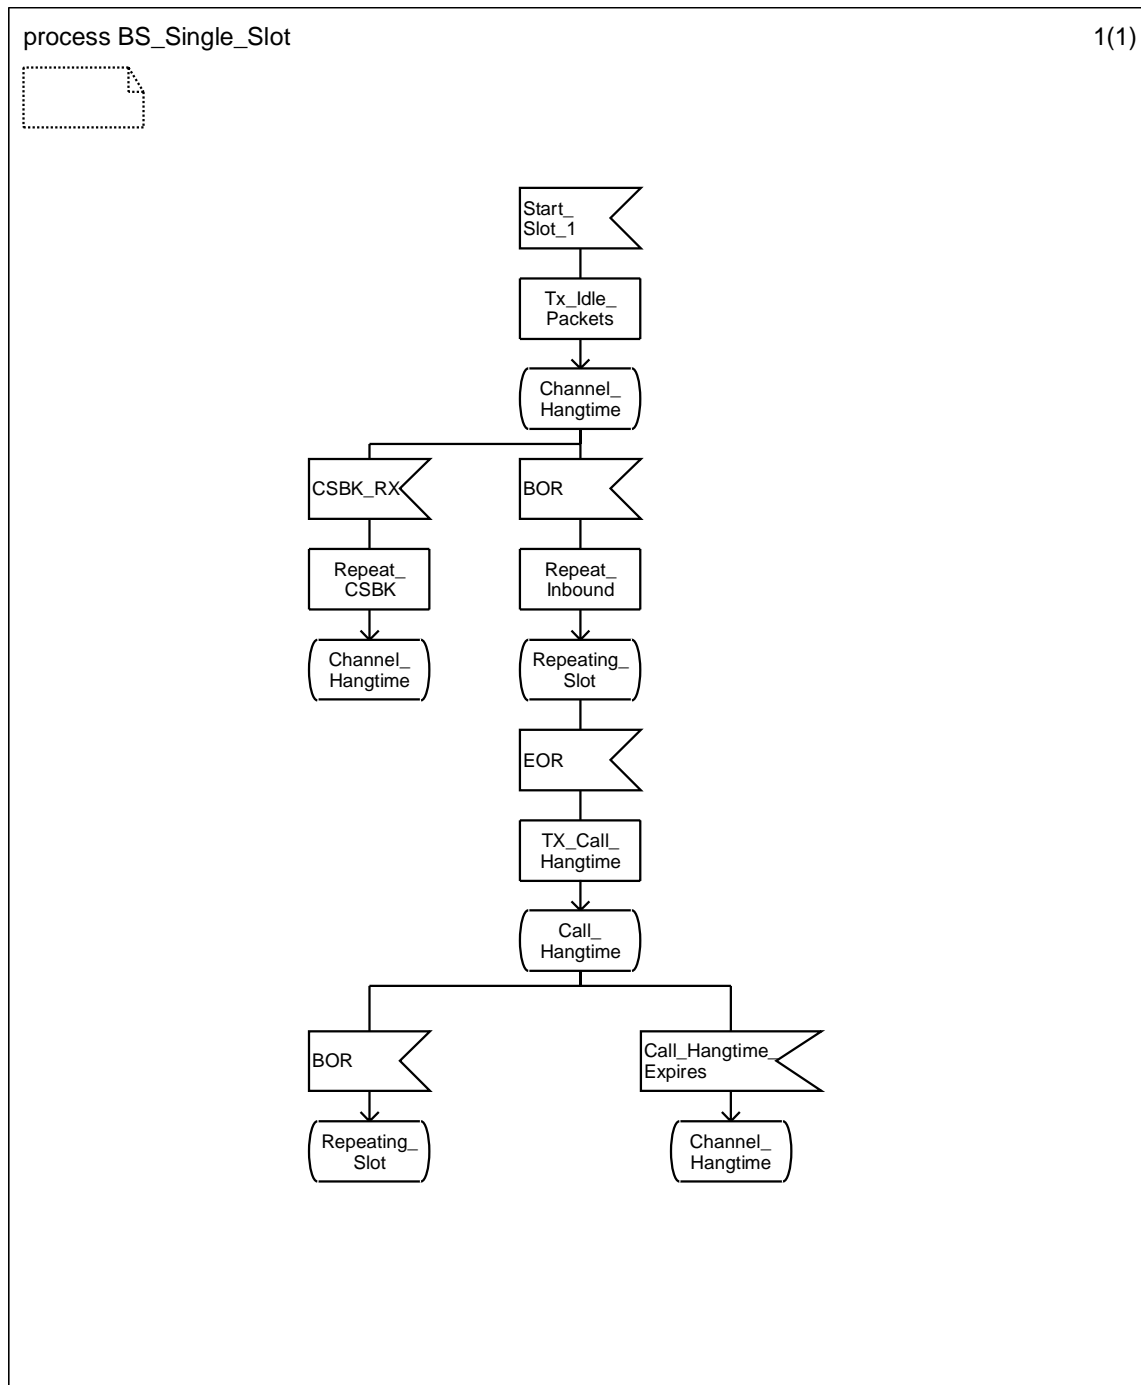 process BS_Single_Slot
1(1)
Start_
Slot_1
Tx_Idle_
Packets
Channel_
Hangtime
CSBK_RX
BOR
Repeat_
CSBK
Repeat_
Inbound
Channel_
Hangtime
Repeating_
Slot
EOR
TX_Call_
Hangtime
Call_
Hangtime
BOR
Call_Hangtime_
Expires
Repeating_
Slot
Channel_
Hangtime